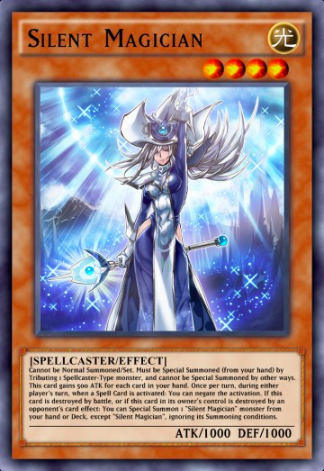 Silent Magician
光
[SPELLCASTER/EFFECT]
Cannot be Normal Summoned/Set. Must be Special Summoned (from your hand) by
Tributing 1 Spellcaster-Type monster, and cannot be Special Summoned by other ways.
This card gains 500 ATK for each card in your hand. Once per turn, during either
player's turn, when a Spell Card is activated: You can negate the activation. If this
card is destroyed by battle, or if this card in its owner's control is destroyed by an
opponent's card effect: You can Special Summon 1 "Silent Magician" monster from
your hand or Deck, except "Silent Magician", ignoring its Summoning conditions.
ATK/1000 DEF/1000